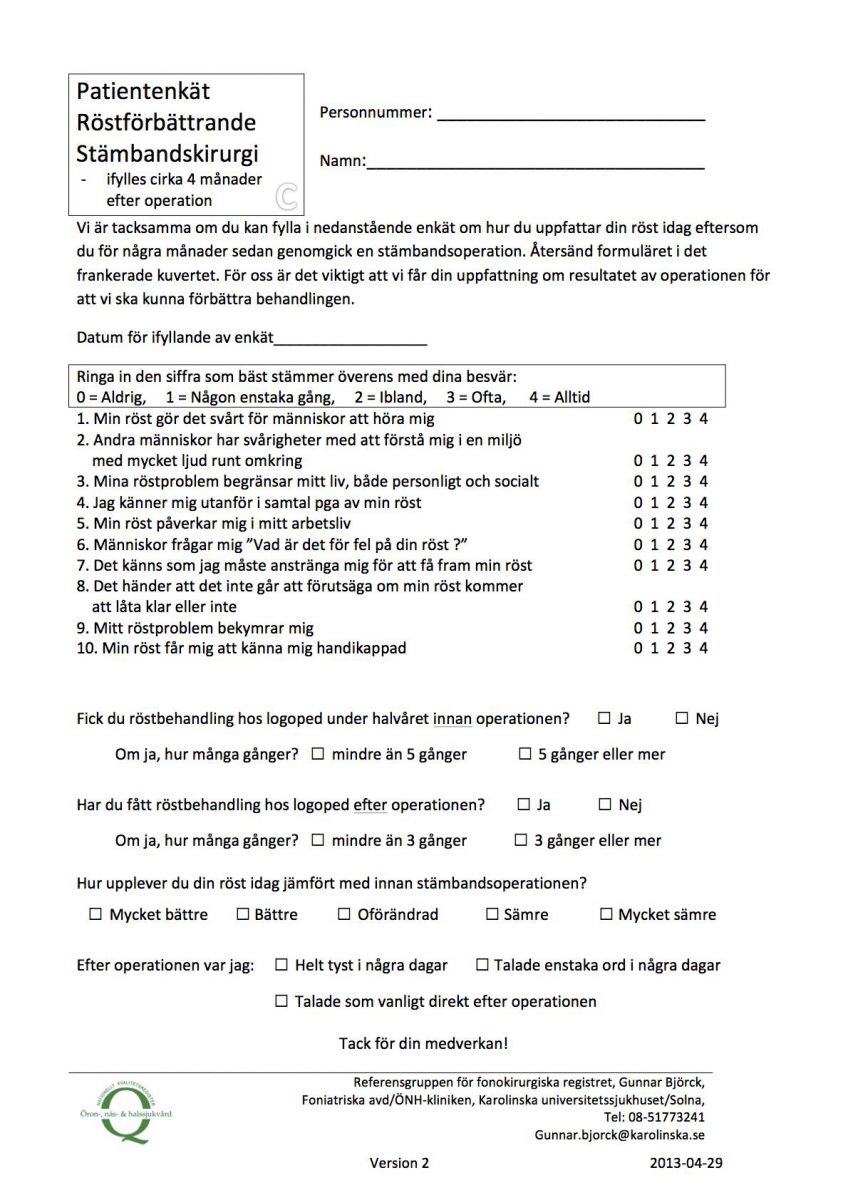 Patientenkät
Röstförbättrande
Stämbandskirurgi
- ifylles cirka 4 månader
efter operation
C
Personnummer: ______________________________
Namn:______________________________________
Vi är tacksamma om du kan fylla i nedanstående enkät om hur du uppfattar din röst idag eftersom
du för några månader sedan genomgick en stämbandsoperation. Återsänd formuläret i det
frankerade kuvertet. För oss är det viktigt att vi får din uppfattning om resultatet av operationen för
att vi ska kunna förbättra behandlingen.
Datum för ifyllande av enkät___________________
Ringa in den siffra som bäst stämmer överens med dina besvär:
0 = Aldrig, 1 = Någon enstaka gång, 2 = Ibland, 3 = Ofta, 4 = Alltid
1. Min röst gör det svårt för människor att höra mig 0 1 2 3 4
2. Andra människor har svårigheter med att förstå mig i en miljö
med mycket ljud runt omkring 0 1 2 3 4
3. Mina röstproblem begränsar mitt liv, både personligt och socialt 0 1 2 3 4
4. Jag känner mig utanför i samtal pga av min röst 0 1 2 3 4
5. Min röst påverkar mig i mitt arbetsliv 0 1 2 3 4
6. Människor frågar mig ”Vad är det för fel på din röst ?” 0 1 2 3 4
7. Det känns som jag måste anstränga mig för att få fram min röst 0 1 2 3 4
8. Det händer att det inte går att förutsäga om min röst kommer
att låta klar eller inte 0 1 2 3 4
9. Mitt röstproblem bekymrar mig 0 1 2 3 4
10. Min röst får mig att känna mig handikappad 0 1 2 3 4
Fick du röstbehandling hos logoped under halvåret innan operationen? ☐ Ja ☐ Nej
Om ja, hur många gånger? ☐ mindre än 5 gånger ☐ 5 gånger eller mer
Har du fått röstbehandling hos logoped efter operationen? ☐ Ja ☐ Nej
Om ja, hur många gånger? ☐ mindre än 3 gånger ☐ 3 gånger eller mer
Hur upplever du din röst idag jämfört med innan stämbandsoperationen?
☐ Mycket bättre ☐ Bättre ☐ Oförändrad ☐ Sämre ☐ Mycket sämre
Efter operationen var jag: ☐ Helt tyst i några dagar ☐ Talade enstaka ord i några dagar
☐ Talade som vanligt direkt efter operationen
Tack för din medverkan!
NATIONELLT KVALITETSREGISTER
Öron-, näs- & halssjukvård
Referensgruppen för fonokirurgiska registret, Gunnar Björck,
Foniatriska avd/ÖNH-kliniken, Karolinska universitetssjukhuset/Solna,
Tel: 08-51773241
Gunnar.bjorck@karolinska.se
Version 2 2013-04-29